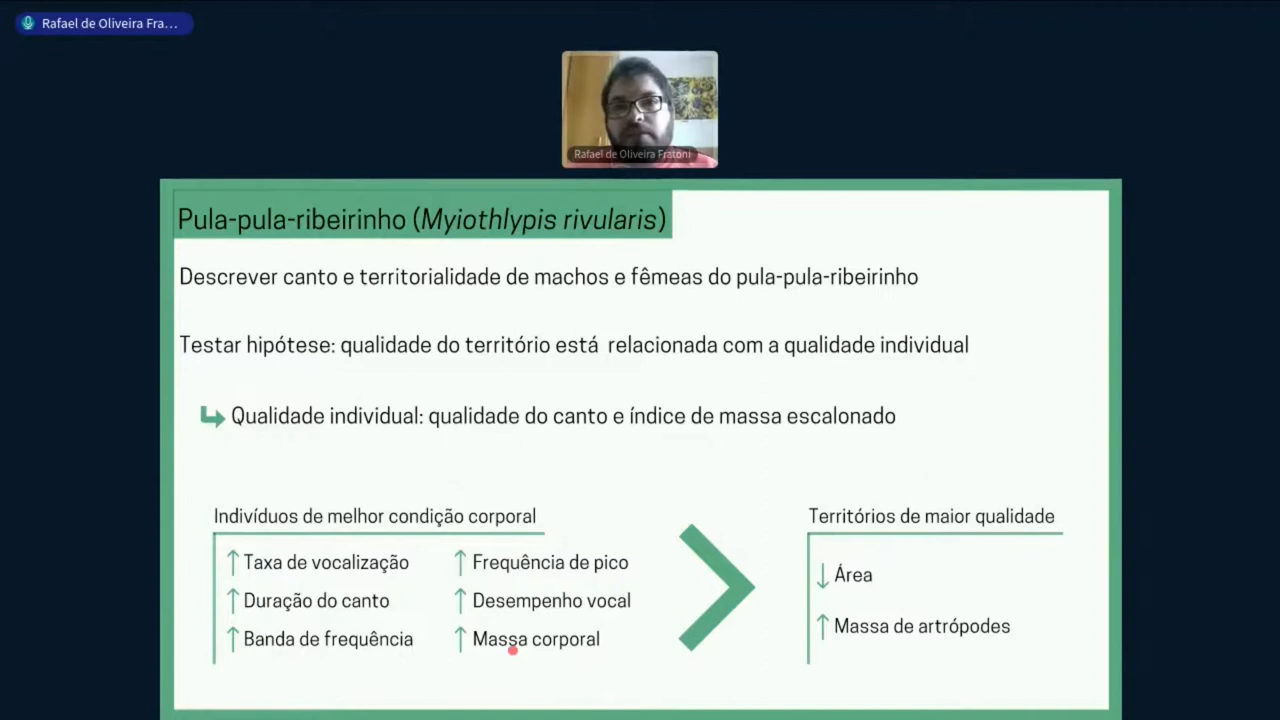 Rafael de Oliveira Fra...
Rafael de Oliveira Fratoni
Pula-pula-ribeirinho (Myiothlypis rivularis)
Descrever canto e territorialidade de machos e fêmeas do pula-pula-ribeirinho
Testar hipótese: qualidade do território está relacionada com a qualidade individual
Qualidade individual: qualidade do canto e índice de massa escalonado
Indivíduos de melhor condição corporal
↑ Taxa de vocalização
↑ Duração do canto
↑ Banda de frequência
↑ Frequência de pico
↑ Desempenho vocal
↑ Massa corporal
Territórios de maior qualidade
↓ Área
↑ Massa de artrópodes